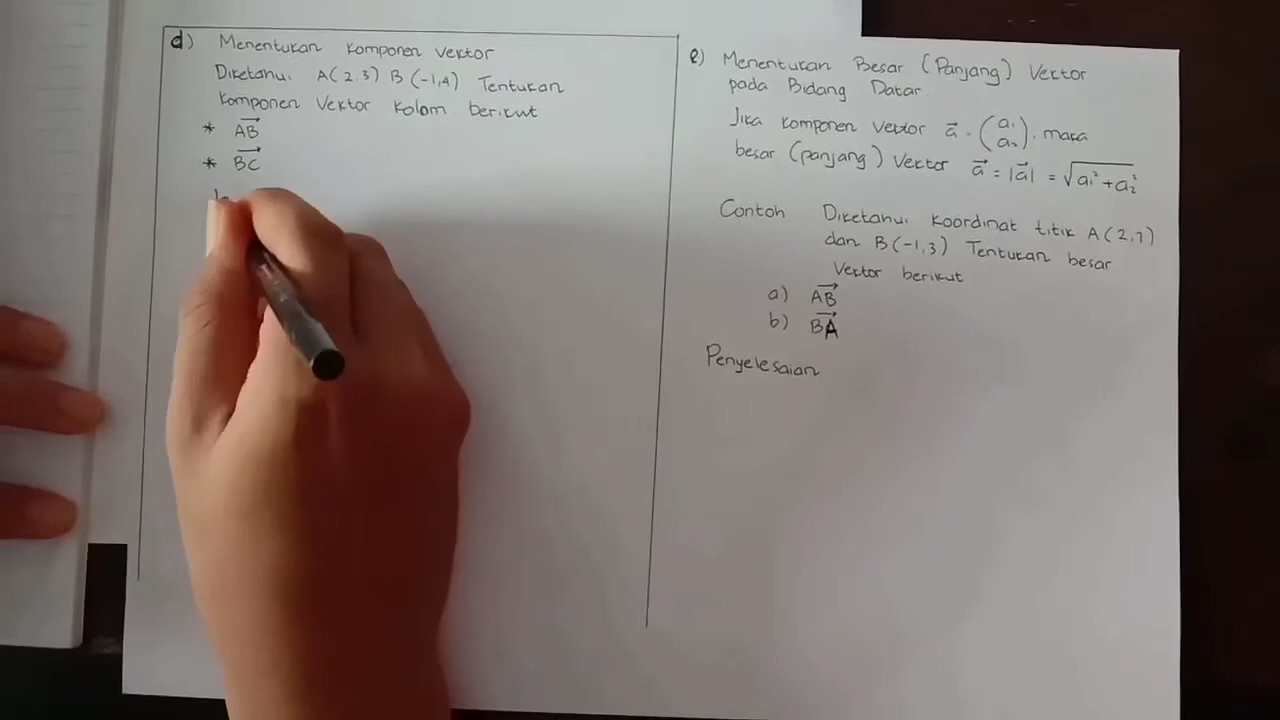 d) Menentukan Komponen Vektor
Diketahui A(2.3) B(-1,4) Tentukan
Komponen Vektor Kolom berikut
* AB
* BC
e) Menentukan Besar (Panjang) Vektor
pada Bidang Datar
Jika komponen vektor a⃗ = (a₁ a₂), maka
besar (panjang) Vektor a⃗ = |a⃗| = √a₁² + a₂²
Contoh Diketahui koordinat titik A(2,7)
dan B(-1,3) Tentukan besar
Vektor berikut
a) AB
b) BA
Penyelesaian